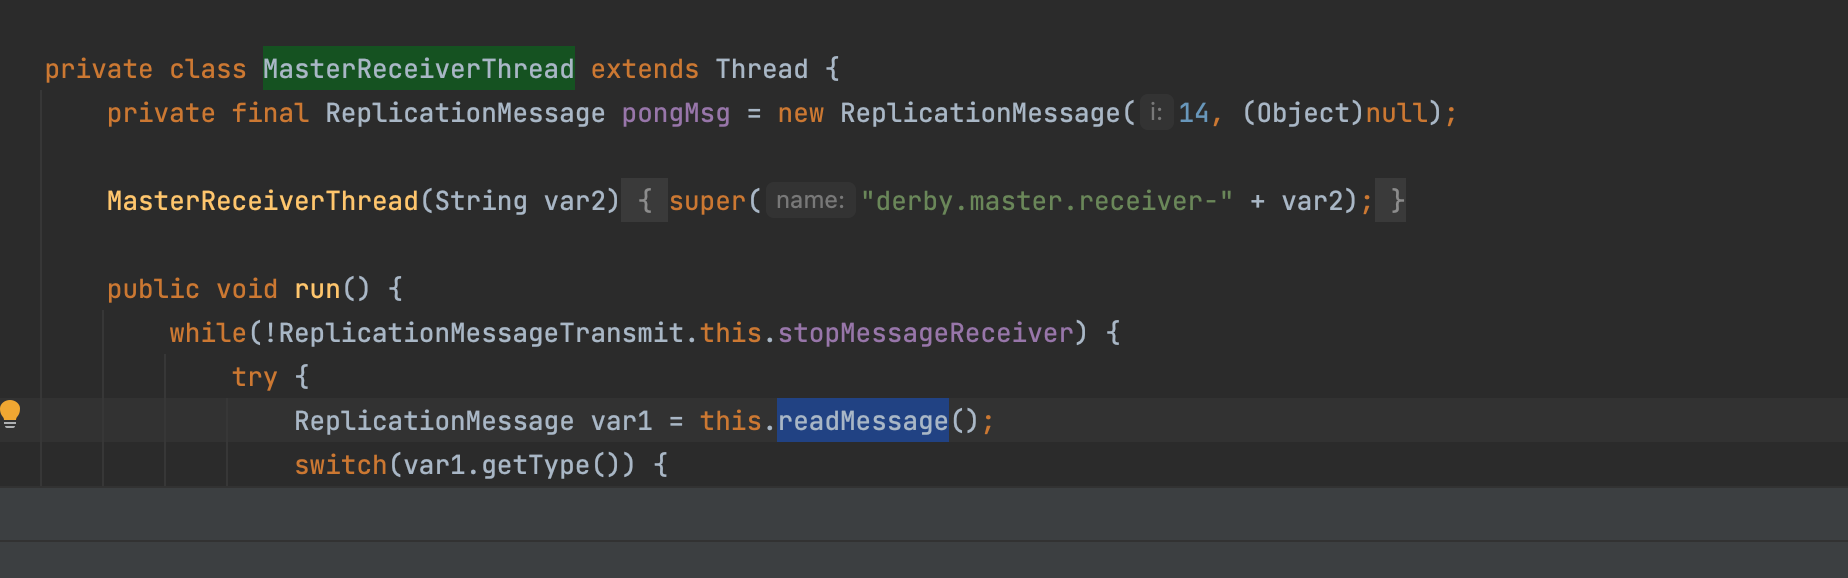 private class MasterReceiverThread extends Thread {
private final ReplicationMessage pongMsg = new ReplicationMessage( i: 14, (Object)null);
MasterReceiverThread(String var2) { super( name: "derby.master.receiver-" + var2); }
public void run() {
while(!ReplicationMessageTransmit.this.stopMessageReceiver) {
try {
ReplicationMessage var1 = this.readMessage();
switch(var1.getType()) {